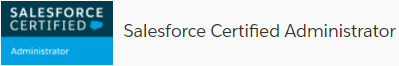 SALESFORCE
CERTIFIED
Administrator
Salesforce Certified Administrator